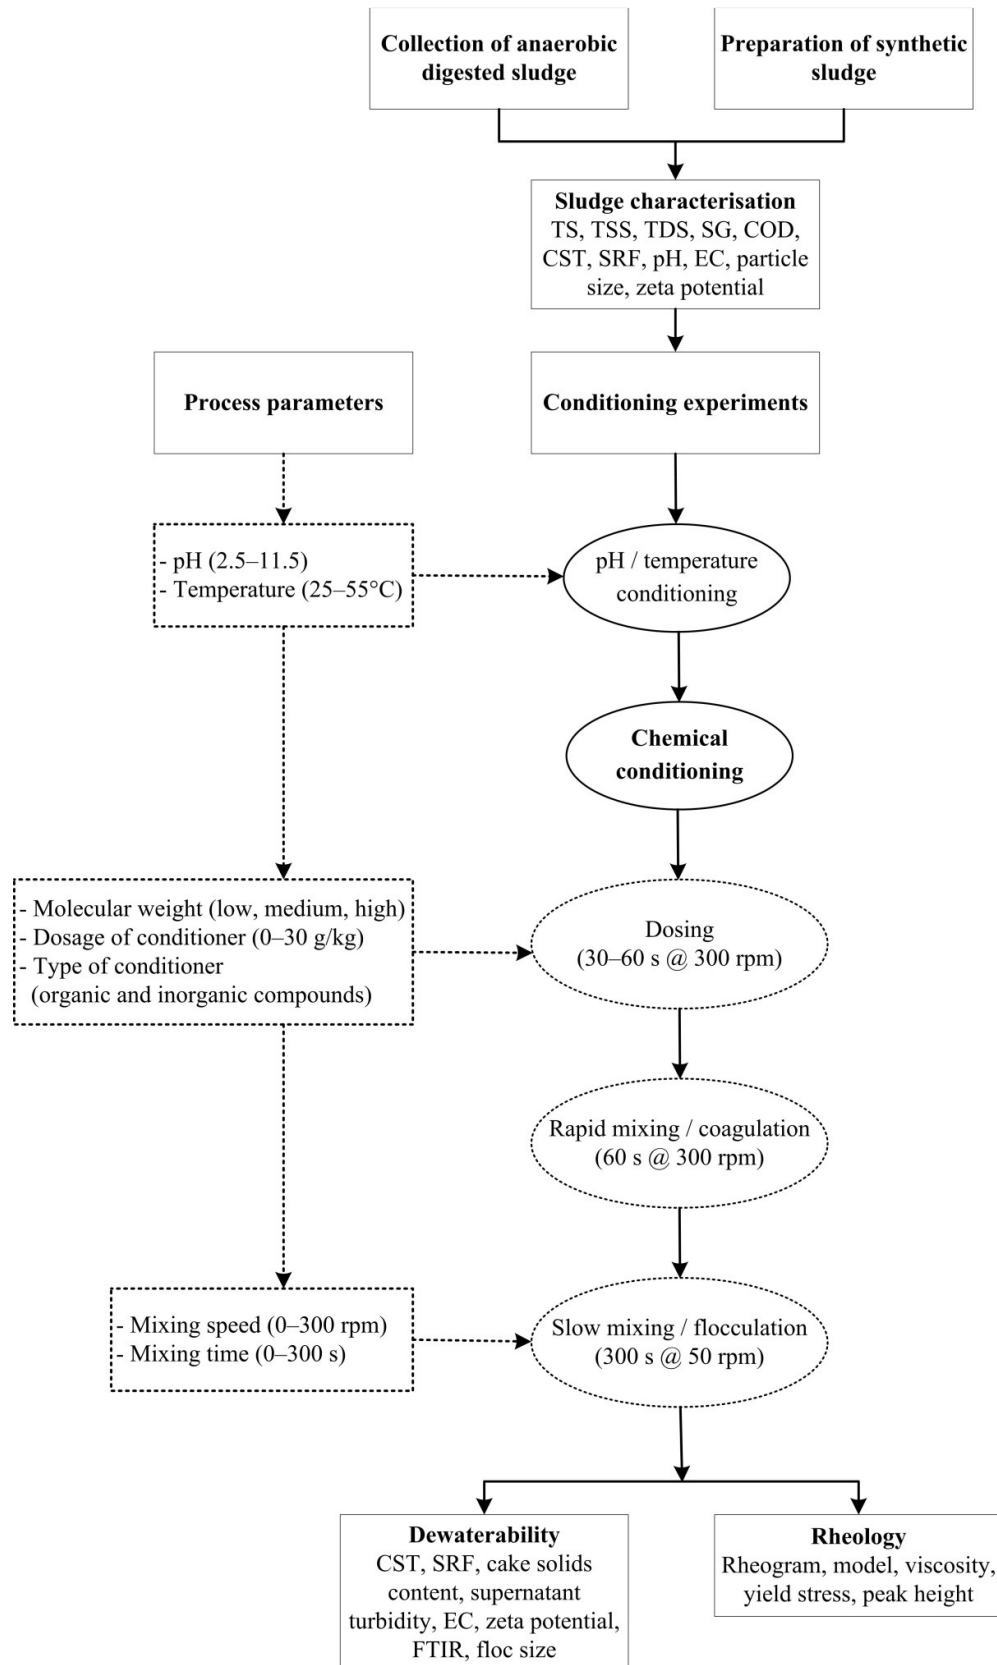 Collection of anaerobic
digested sludge
Preparation of synthetic
sludge
Sludge characterisation
TS, TSS, TDS, SG, COD,
CST, SRF, pH, EC, particle
size, zeta potential
Process parameters
Conditioning experiments
- pH (2.5–11.5)
- Temperature (25–55°C)
pH / temperature
conditioning
Chemical
conditioning
- Molecular weight (low, medium, high)
- Dosage of conditioner (0–30 g/kg)
- Type of conditioner
(organic and inorganic compounds)
Dosing
(30–60 s @ 300 rpm)
Rapid mixing / coagulation
(60 s @ 300 rpm)
- Mixing speed (0–300 rpm)
- Mixing time (0–300 s)
Slow mixing / flocculation
(300 s @ 50 rpm)
Dewaterability
CST, SRF, cake solids
content, supernatant
turbidity, EC, zeta potential,
FTIR, floc size
Rheology
Rheogram, model, viscosity,
yield stress, peak height